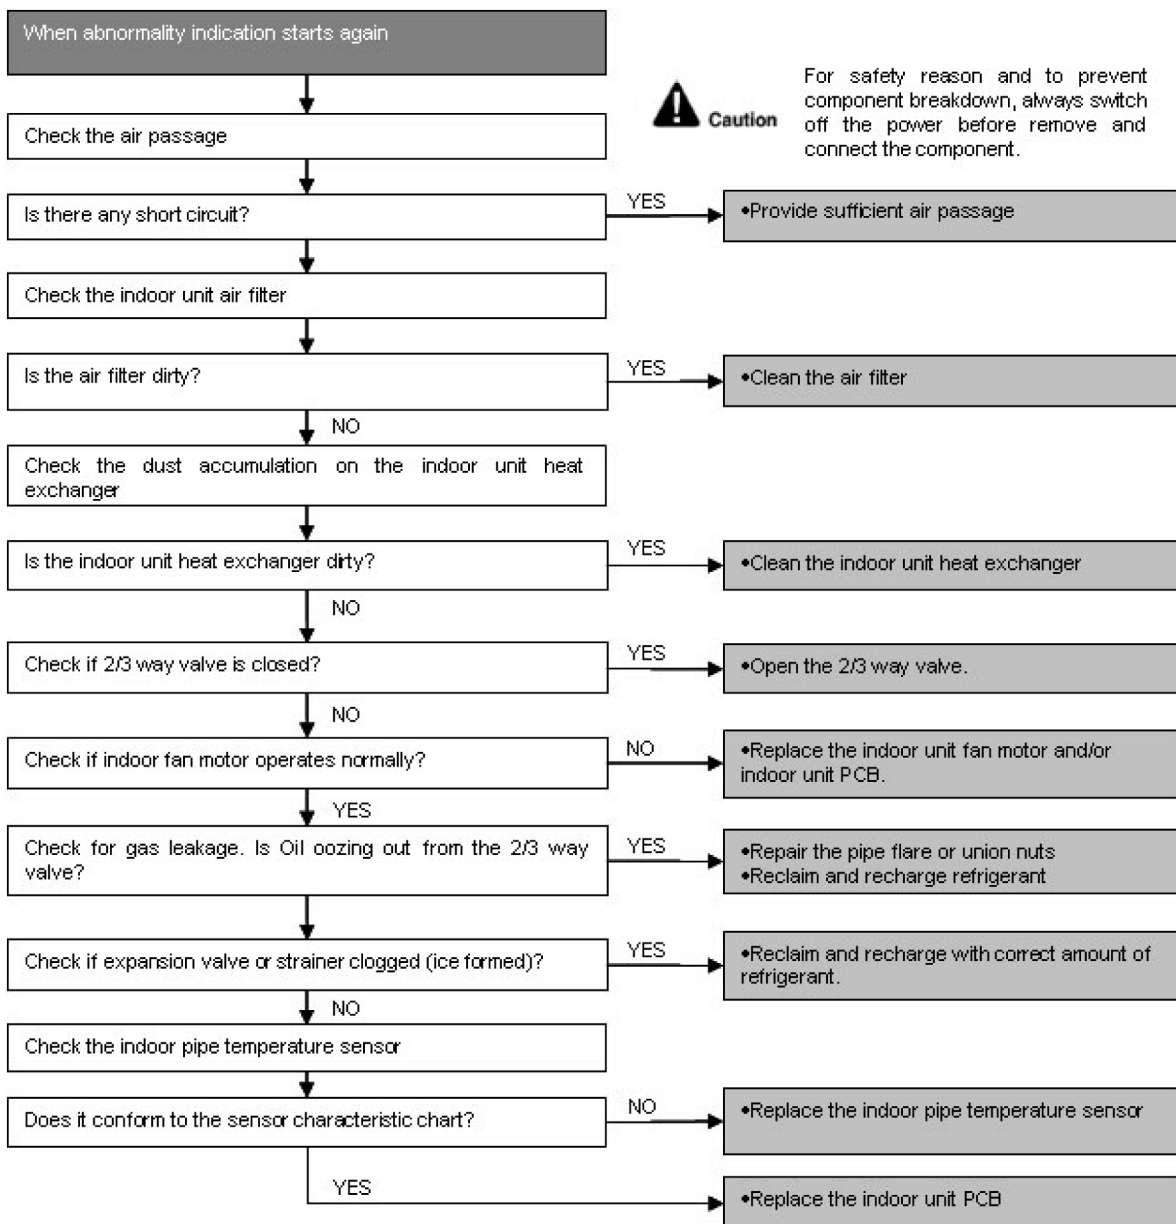 When abnormality indication starts again
For safety reason and to prevent
component breakdown, always switch
off the power before remove and
connect the component.
Caution
Check the air passage
Is there any short circuit?
YES
•Provide sufficient air passage
Check the indoor unit air filter
Is the air filter dirty?
YES
•Clean the air filter
NO
Check the dust accumulation on the indoor unit heat
exchanger
Is the indoor unit heat exchanger dirty?
YES
•Clean the indoor unit heat exchanger
NO
Check if 2/3 way valve is closed?
YES
•Open the 2/3 way valve.
NO
Check if indoor fan motor operates normally?
NO
•Replace the indoor unit fan motor and/or
indoor unit PCB.
YES
Check for gas leakage. Is Oil oozing out from the 2/3 way
valve?
YES
•Repair the pipe flare or union nuts
•Reclaim and recharge refrigerant
Check if expansion valve or strainer clogged (ice formed)?
YES
•Reclaim and recharge with correct amount of
refrigerant.
NO
Check the indoor pipe temperature sensor
Does it conform to the sensor characteristic chart?
NO
•Replace the indoor pipe temperature sensor
YES
•Replace the indoor unit PCB